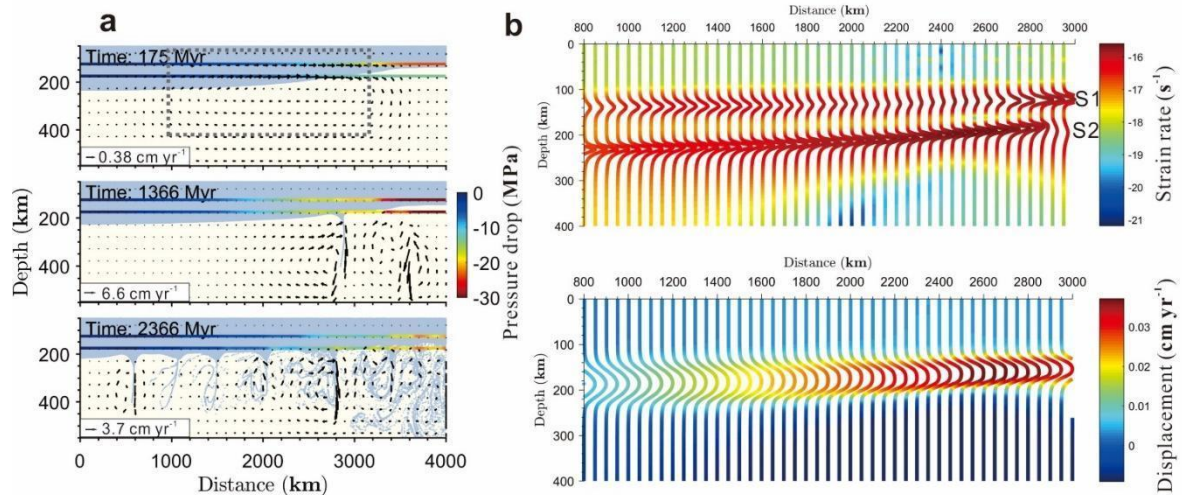 a
Time: 175 Myr
200
400
0.38 cm yr⁻¹
Time: 1366 Myr
200
400
6.6 cm yr⁻¹
Time: 2366 Myr
200
400
3.7 cm yr⁻¹
0 1000 2000 3000 4000
Distance (km)
Depth (km)
0
-10
-20
-30
Pressure drop (MPa)
b
Distance (km)
800 1000 1200 1400 1600 1800 2000 2200 2400 2600 2800 3000
0
100
200
300
400
Depth (km)
S1
S2
-16
-17
-18
-19
-20
-21
Strain rate (s⁻¹)
Distance (km)
800 1000 1200 1400 1600 1800 2000 2200 2400 2600 2800 3000
0
100
200
300
400
Depth (km)
0.03
0.02
0.01
0
Displacement (cm yr⁻¹)